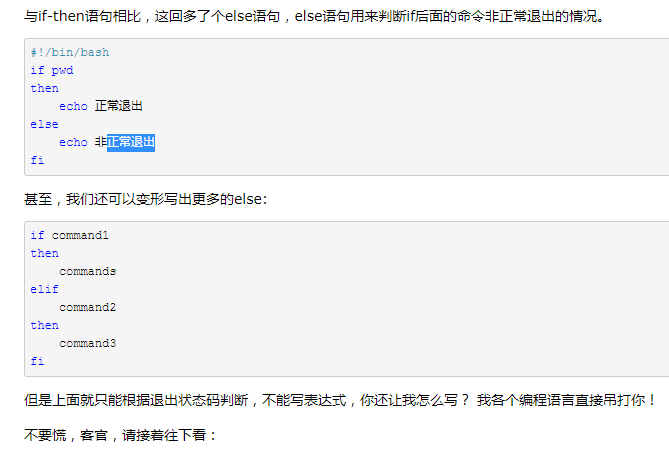 与if-then语句相比，这回多了个else语句，else语句用来判断if后面的命令非正常退出的情况。
#!/bin/bash
if pwd
then
    echo 正常退出
else
    echo 非正常退出
fi
甚至，我们还可以变形写出更多的else:
if command1
then
    commands
elif
    command2
then
    command3
fi
但是上面就只能根据退出状态码判断，不能写表达式，你还让我怎么写？ 我各个编程语言直接吊打你！
不要慌，客官，请接着往下看：